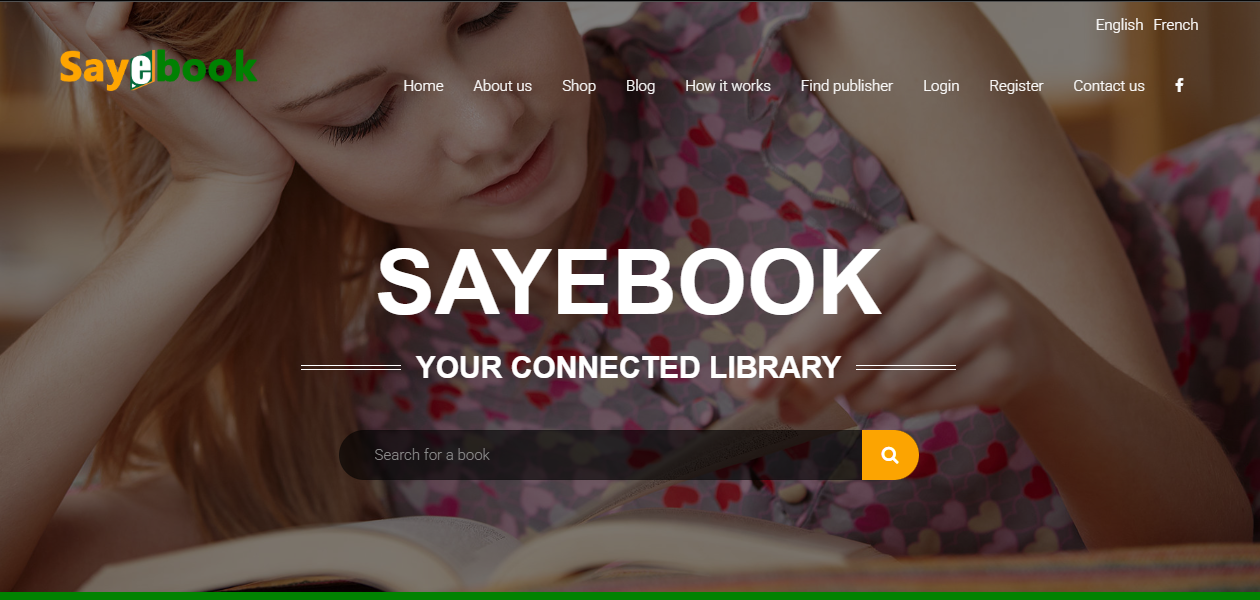 English French
Sayebook
Home About us Shop Blog How it works Find publisher Login Register Contact us
SAYEBOOK
YOUR CONNECTED LIBRARY
Search for a book